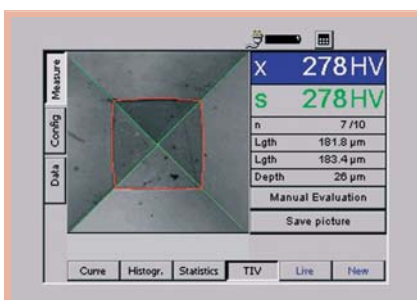 Measure
Config
Data
x 278HV
s 278HV
n 7/10
Lgth 181.8 µm
Lgth 183.4 µm
Depth 26 µm
Manual Evaluation
Save picture
Curve Histogr. Statistics TIV Live New